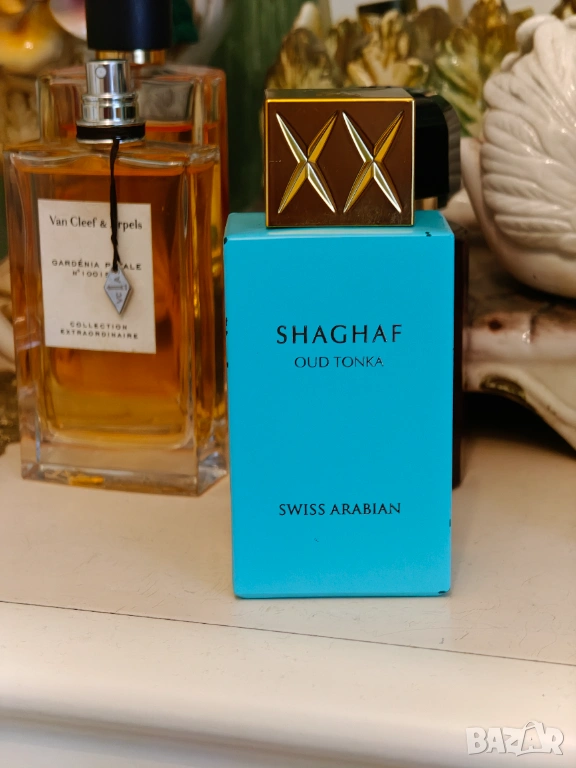 Van Cleef & Arpels
GARDÉNIA PÉTALE
COLLECTION
EXTRAORDINAIRE
SHAGHAF
OUD TONKA
SWISS ARABIAN
BAZAR